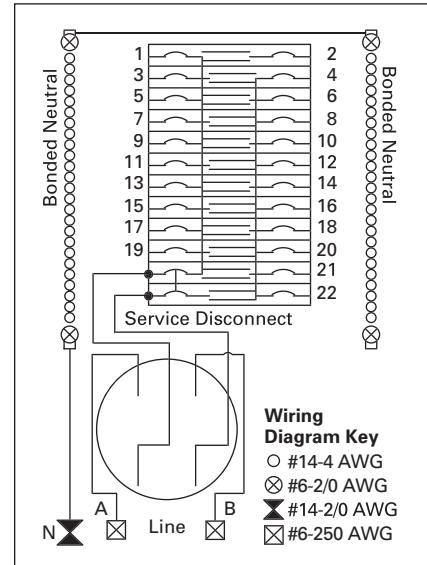 Bonded Neutral
Bonded Neutral
1 2
3 4
5 6
7 8
9 10
11 12
13 14
15 16
17 18
19 20
21
22
Service Disconnect
A
B
N
Line
Wiring
Diagram Key
#14-4 AWG
#6-2/0 AWG
#14-2/0 AWG
#6-250 AWG